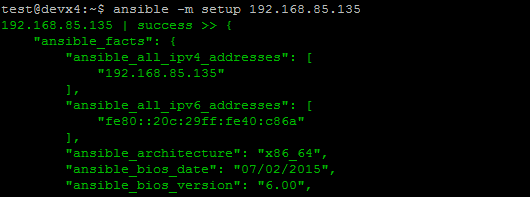 test@devx4:~$ ansible -m setup 192.168.85.135
192.168.85.135 | success >> {
    "ansible_facts": {
        "ansible_all_ipv4_addresses": [
            "192.168.85.135"
        ],
        "ansible_all_ipv6_addresses": [
            "fe80::20c:29ff:fe40:c86a"
        ],
        "ansible_architecture": "x86_64",
        "ansible_bios_date": "07/02/2015",
        "ansible_bios_version": "6.00",